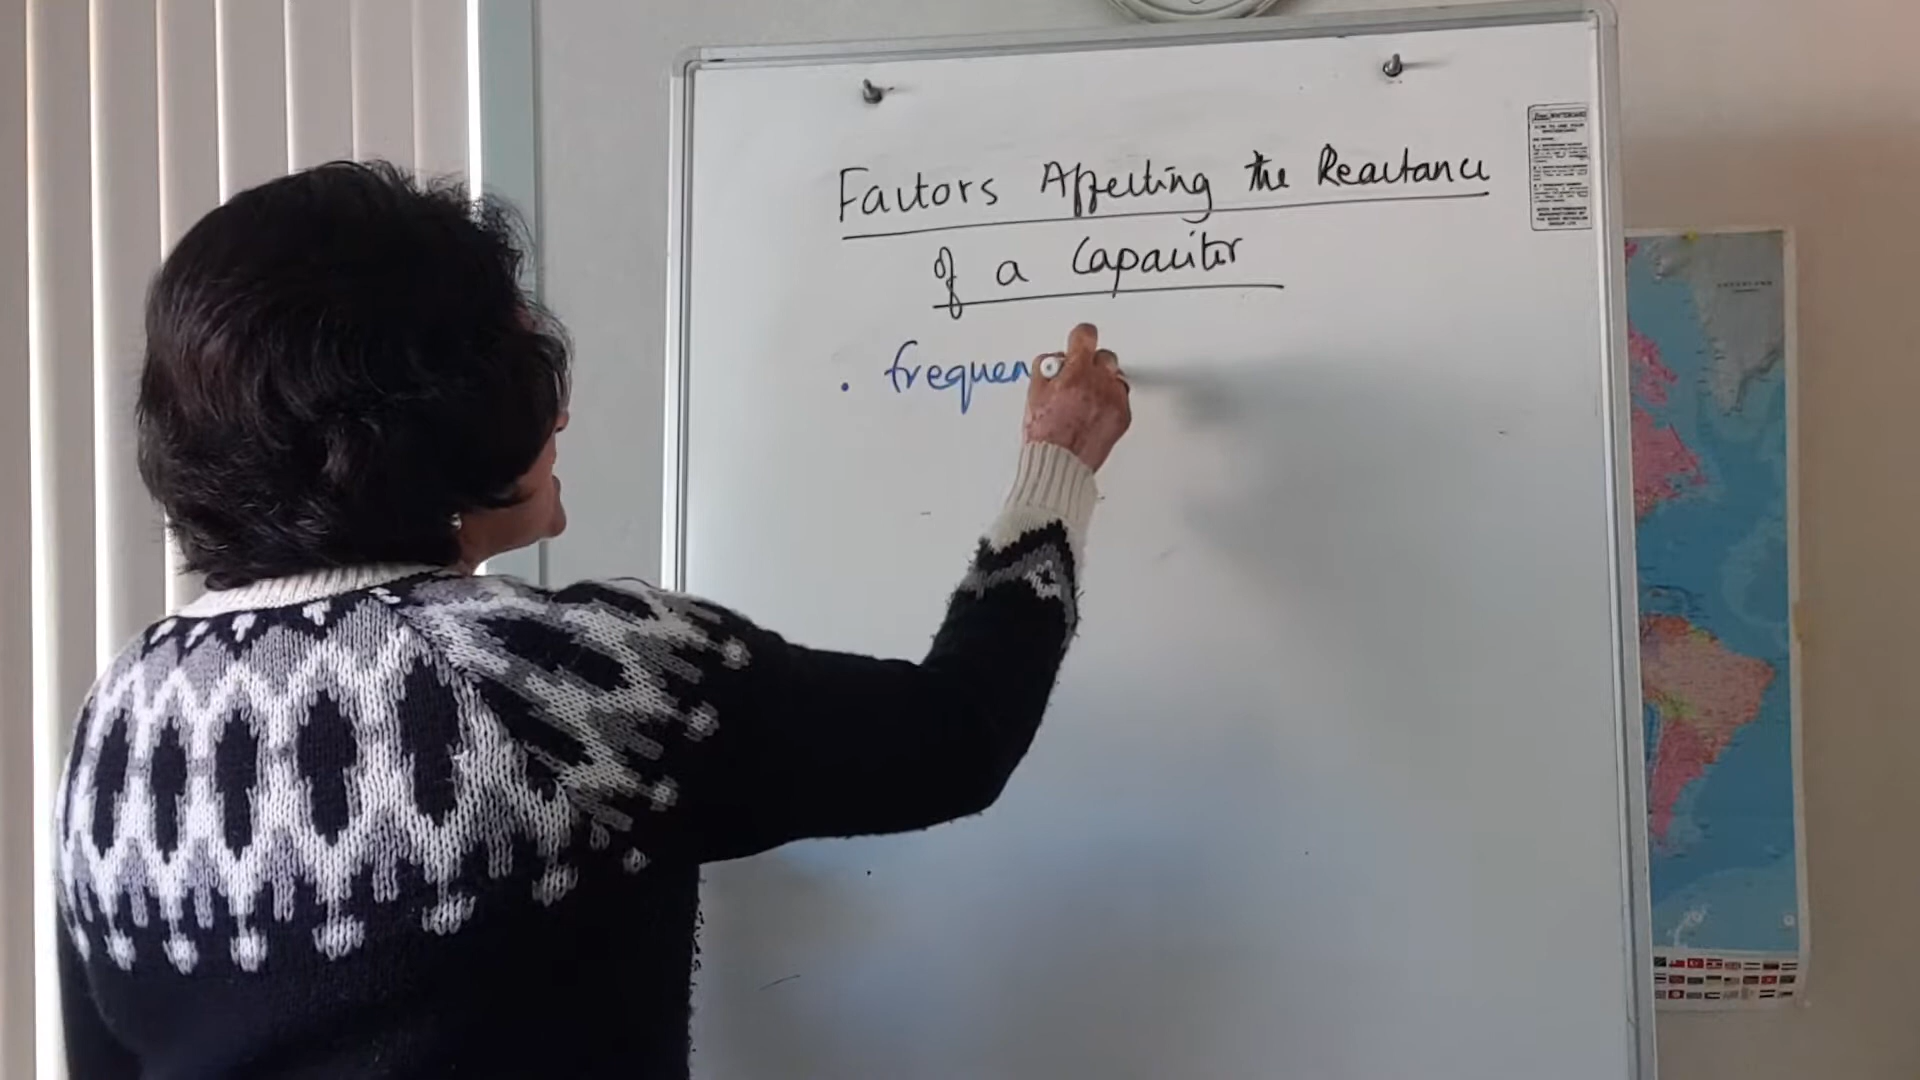 Factors Affecting the Reactance
of a Capacitor
. frequen